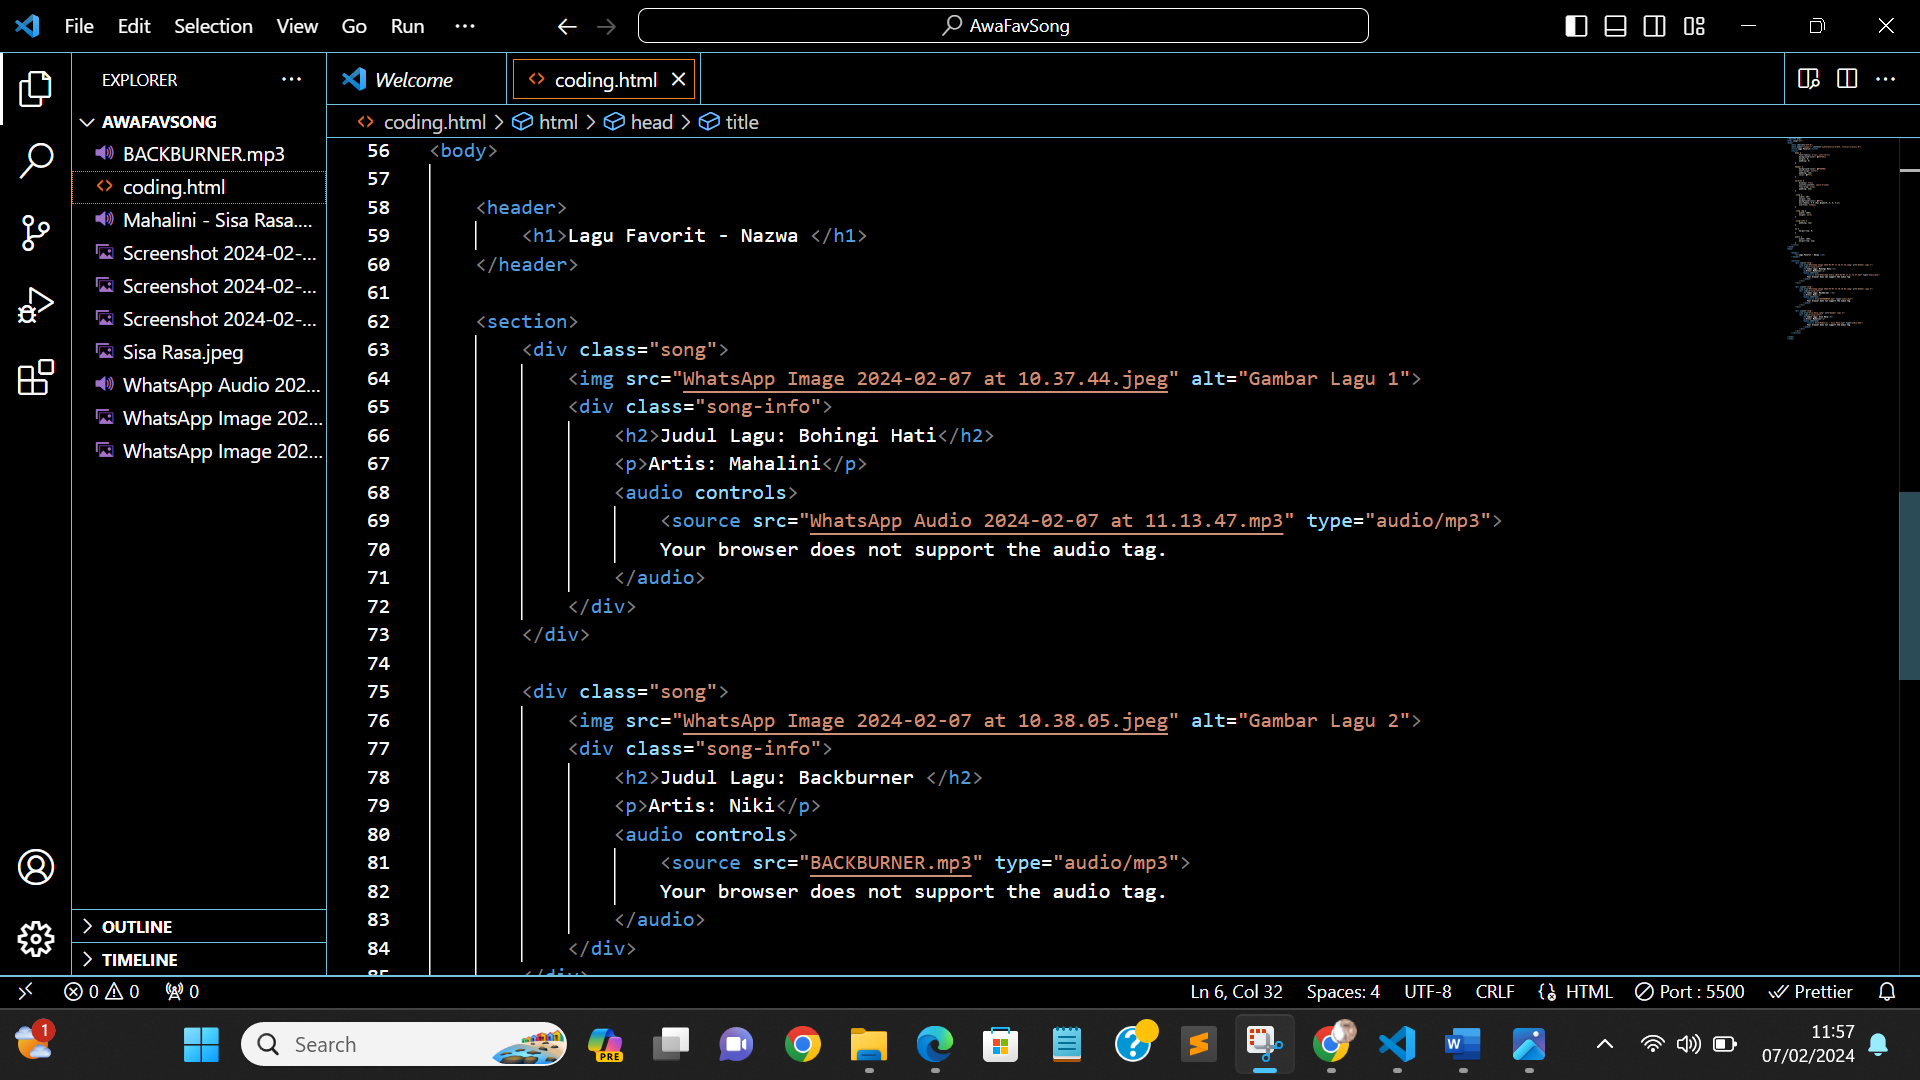 File Edit Selection View Go Run ··· AwaFavSong
EXPLORER ···
Welcome
coding.html
AWAFAVSONG
coding.html > html > head > title
BACKBURNER.mp3
coding.html
Mahalini - Sisa Rasa....
Screenshot 2024-02-...
Screenshot 2024-02-...
Screenshot 2024-02-...
Sisa Rasa.jpeg
WhatsApp Audio 202...
WhatsApp Image 202...
WhatsApp Image 202...
OUTLINE
TIMELINE
56 <body>
57
58 <header>
59 <h1>Lagu Favorit - Nazwa </h1>
60 </header>
61
62 <section>
63 <div class="song">
64 <img src="WhatsApp Image 2024-02-07 at 10.37.44.jpeg" alt="Gambar Lagu 1">
65 <div class="song-info">
66 <h2>Judul Lagu: Bohingi Hati</h2>
67 <p>Artis: Mahalini</p>
68 <audio controls>
69 <source src="WhatsApp Audio 2024-02-07 at 11.13.47.mp3" type="audio/mp3">
70 Your browser does not support the audio tag.
71 </audio>
72 </div>
73 </div>
74
75 <div class="song">
76 <img src="WhatsApp Image 2024-02-07 at 10.38.05.jpeg" alt="Gambar Lagu 2">
77 <div class="song-info">
78 <h2>Judul Lagu: Backburner </h2>
79 <p>Artis: Niki</p>
80 <audio controls>
81 <source src="BACKBURNER.mp3" type="audio/mp3">
82 Your browser does not support the audio tag.
83 </audio>
84 </div>
85 </div>
0 0 0 Ln 6, Col 32 Spaces: 4 UTF-8 CRLF HTML Port : 5500 Prettier
1 Search PRE 11:57
07/02/2024